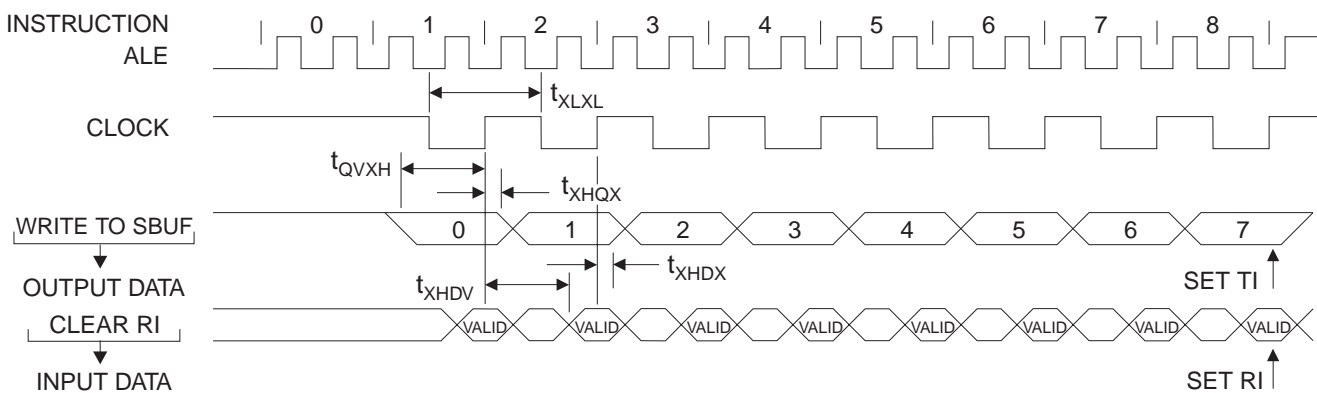 INSTRUCTION 0 1 2 3 4 5 6 7 8
ALE
tXLXL
CLOCK
tQVXH
tXHQX
WRITE TO SBUF 0 1 2 3 4 5 6 7
tXHDX
SET TI
OUTPUT DATA
tXHDV
CLEAR RI VALID VALID VALID VALID VALID VALID VALID VALID
INPUT DATA
SET RI